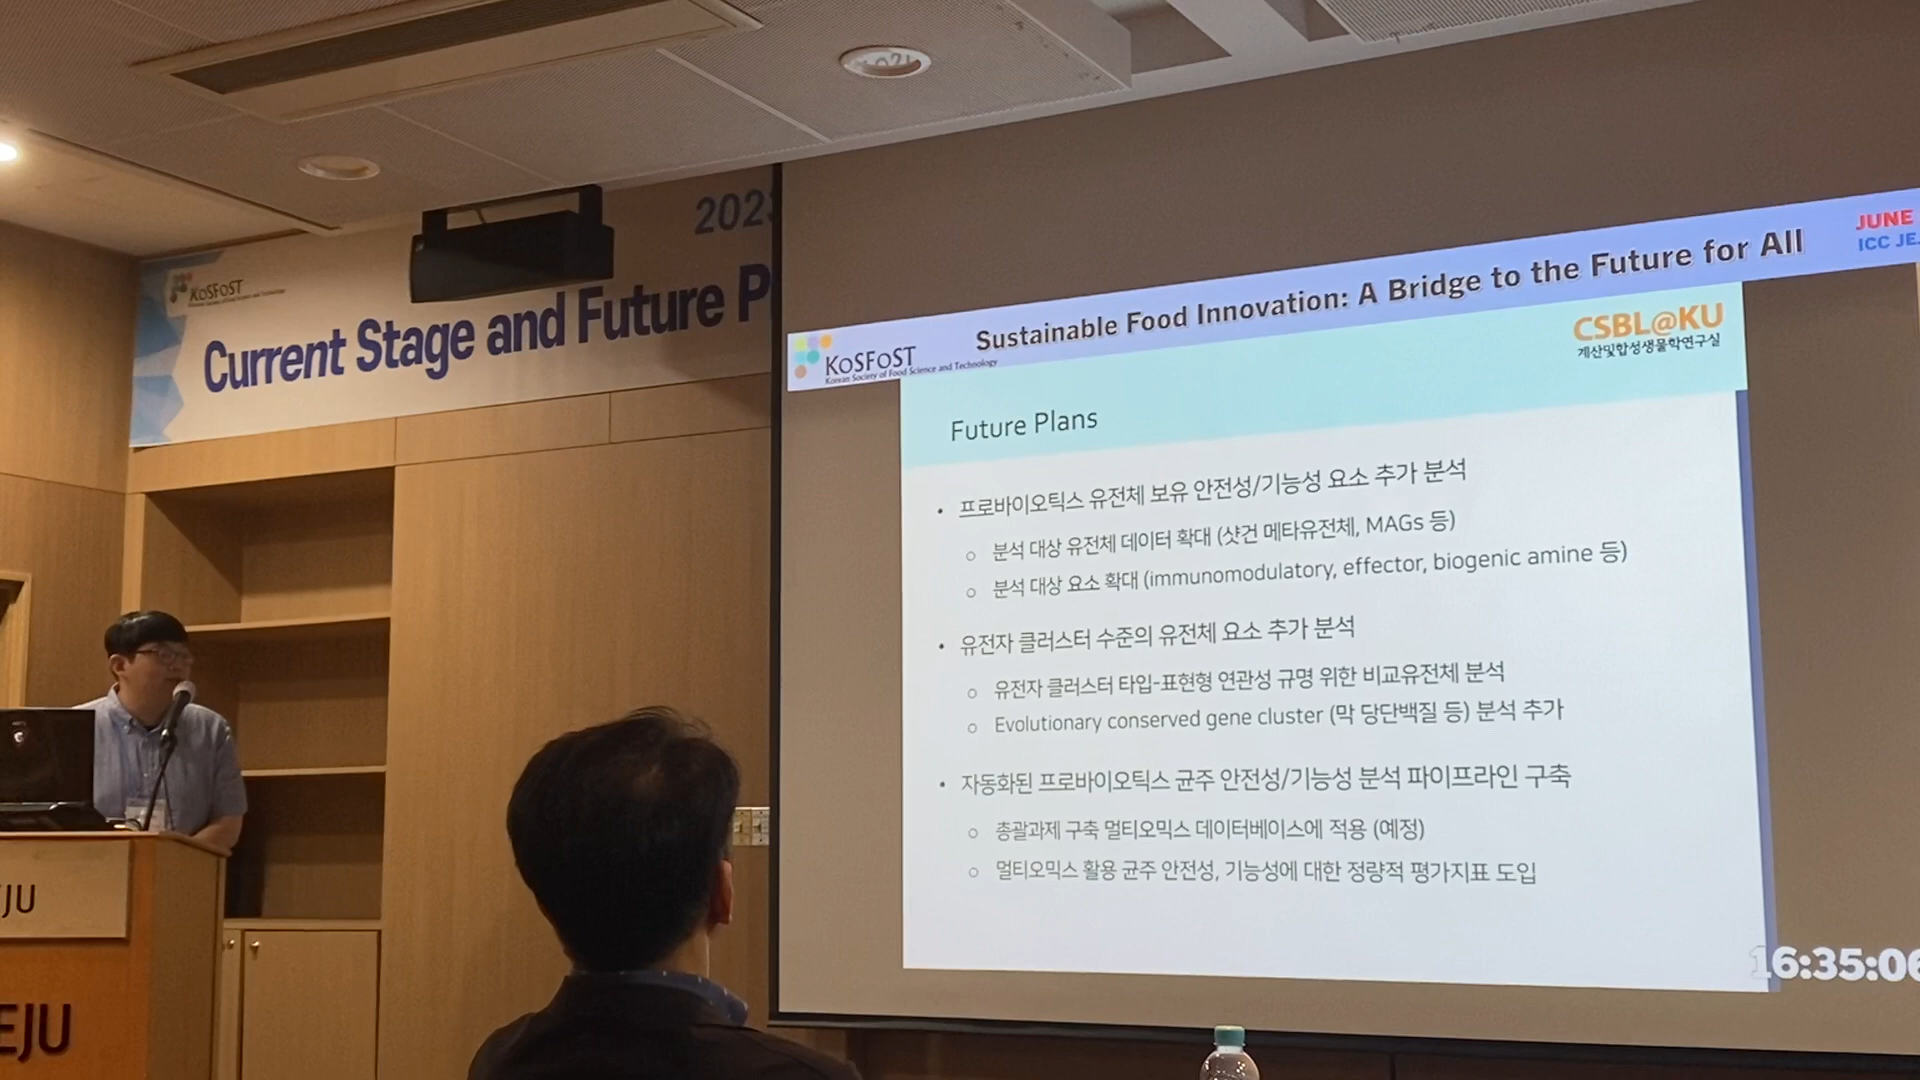 2023
KoSFoST
Current Stage and Future P
JUNE
ICC JE
Sustainable Food Innovation: A Bridge to the Future for All
KoSFoST
Korean Society of Food Science and Technology
CSBL@KU
계산및합성생물학연구실
Future Plans
• 프로바이오틱스 유전체 보유 안전성/기능성 요소 추가 분석
○ 분석 대상 유전체 데이터 확대 (샷건 메타유전체, MAGs 등)
○ 분석 대상 요소 확대 (immunomodulatory, effector, biogenic amine 등)
• 유전자 클러스터 수준의 유전체 요소 추가 분석
○ 유전자 클러스터 타입-표현형 연관성 규명 위한 비교유전체 분석
○ Evolutionary conserved gene cluster (막 당단백질 등) 분석 추가
• 자동화된 프로바이오틱스 균주 안전성/기능성 분석 파이프라인 구축
○ 총괄과제 구축 멀티오믹스 데이터베이스에 적용 (예정)
○ 멀티오믹스 활용 균주 안전성, 기능성에 대한 정량적 평가지표 도입
16:35:06
JU
EJU